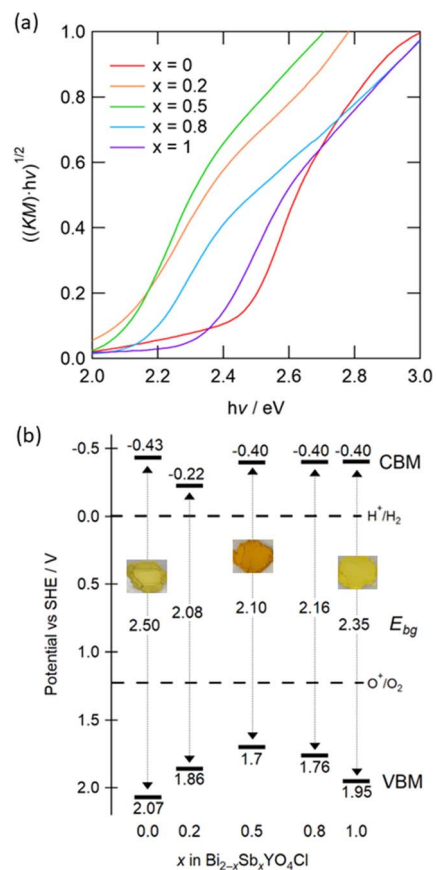 (a)
1.0
0.8
0.6
0.4
0.2
0.0
((KM)·hν)^1/2
x = 0
x = 0.2
x = 0.5
x = 0.8
x = 1
2.0 2.2 2.4 2.6 2.8 3.0
hν / eV
(b)
-0.5
0.0
0.5
1.0
1.5
2.0
Potential vs SHE / V
-0.43 -0.22 -0.40 -0.40 -0.40 CBM
H⁺/H₂
2.50 2.08 2.10 2.16 2.35 E_bg
O⁺/O₂
2.07 1.86 1.7 1.76 1.95 VBM
0.0 0.2 0.5 0.8 1.0
x in Bi₂₋ₓSbₓYO₄Cl